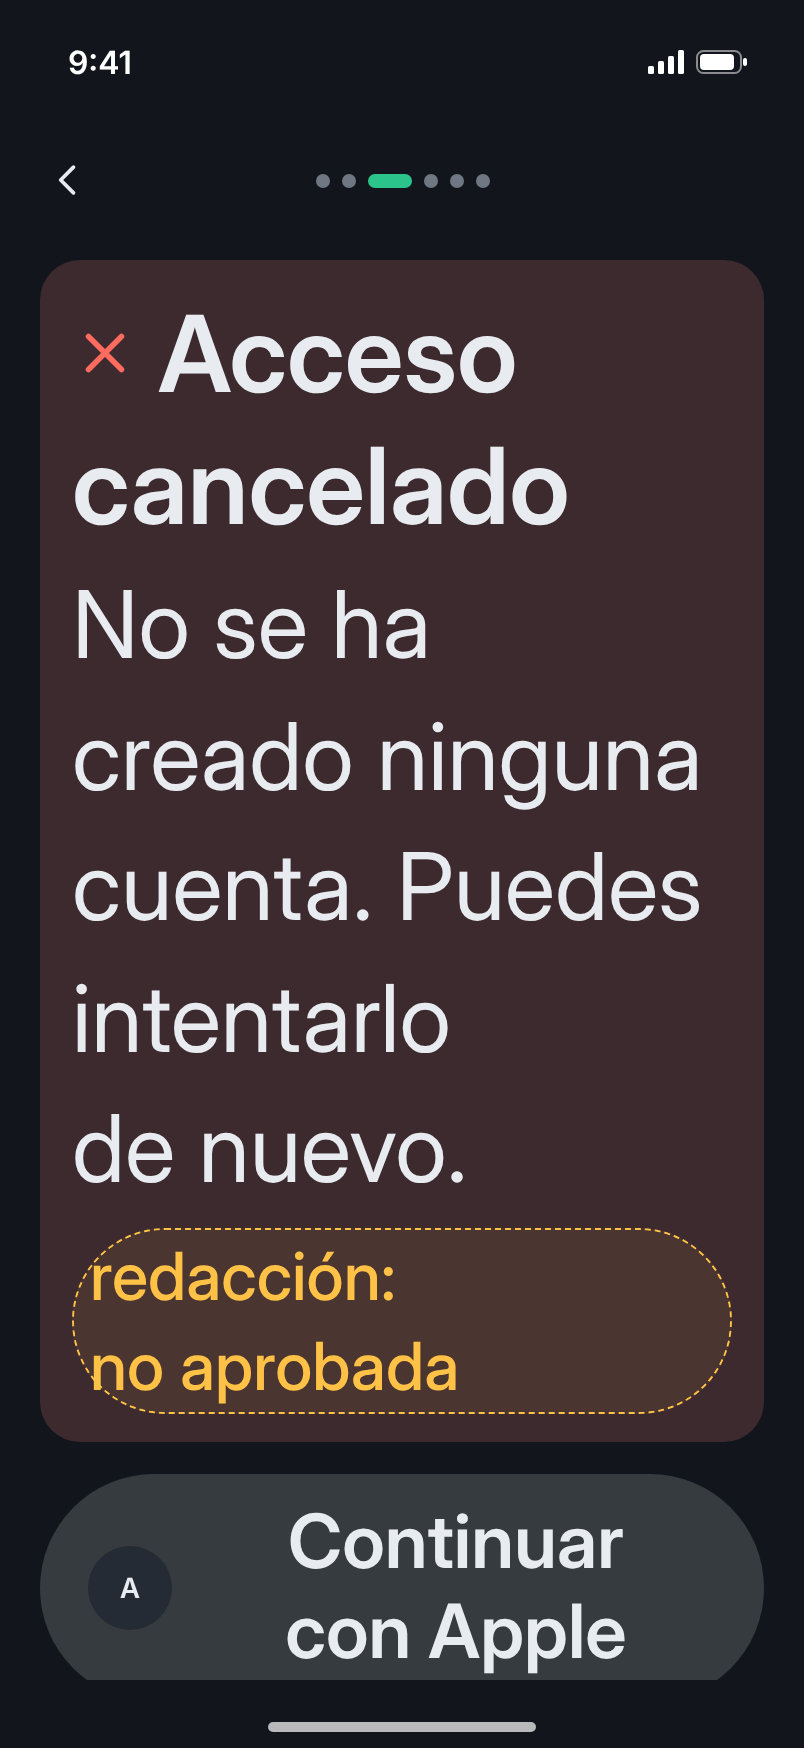 9:41
Acceso
cancelado
No se ha
creado ninguna
cuenta. Puedes
intentarlo
de nuevo.
redacción:
no aprobada
A
Continuar
con Apple